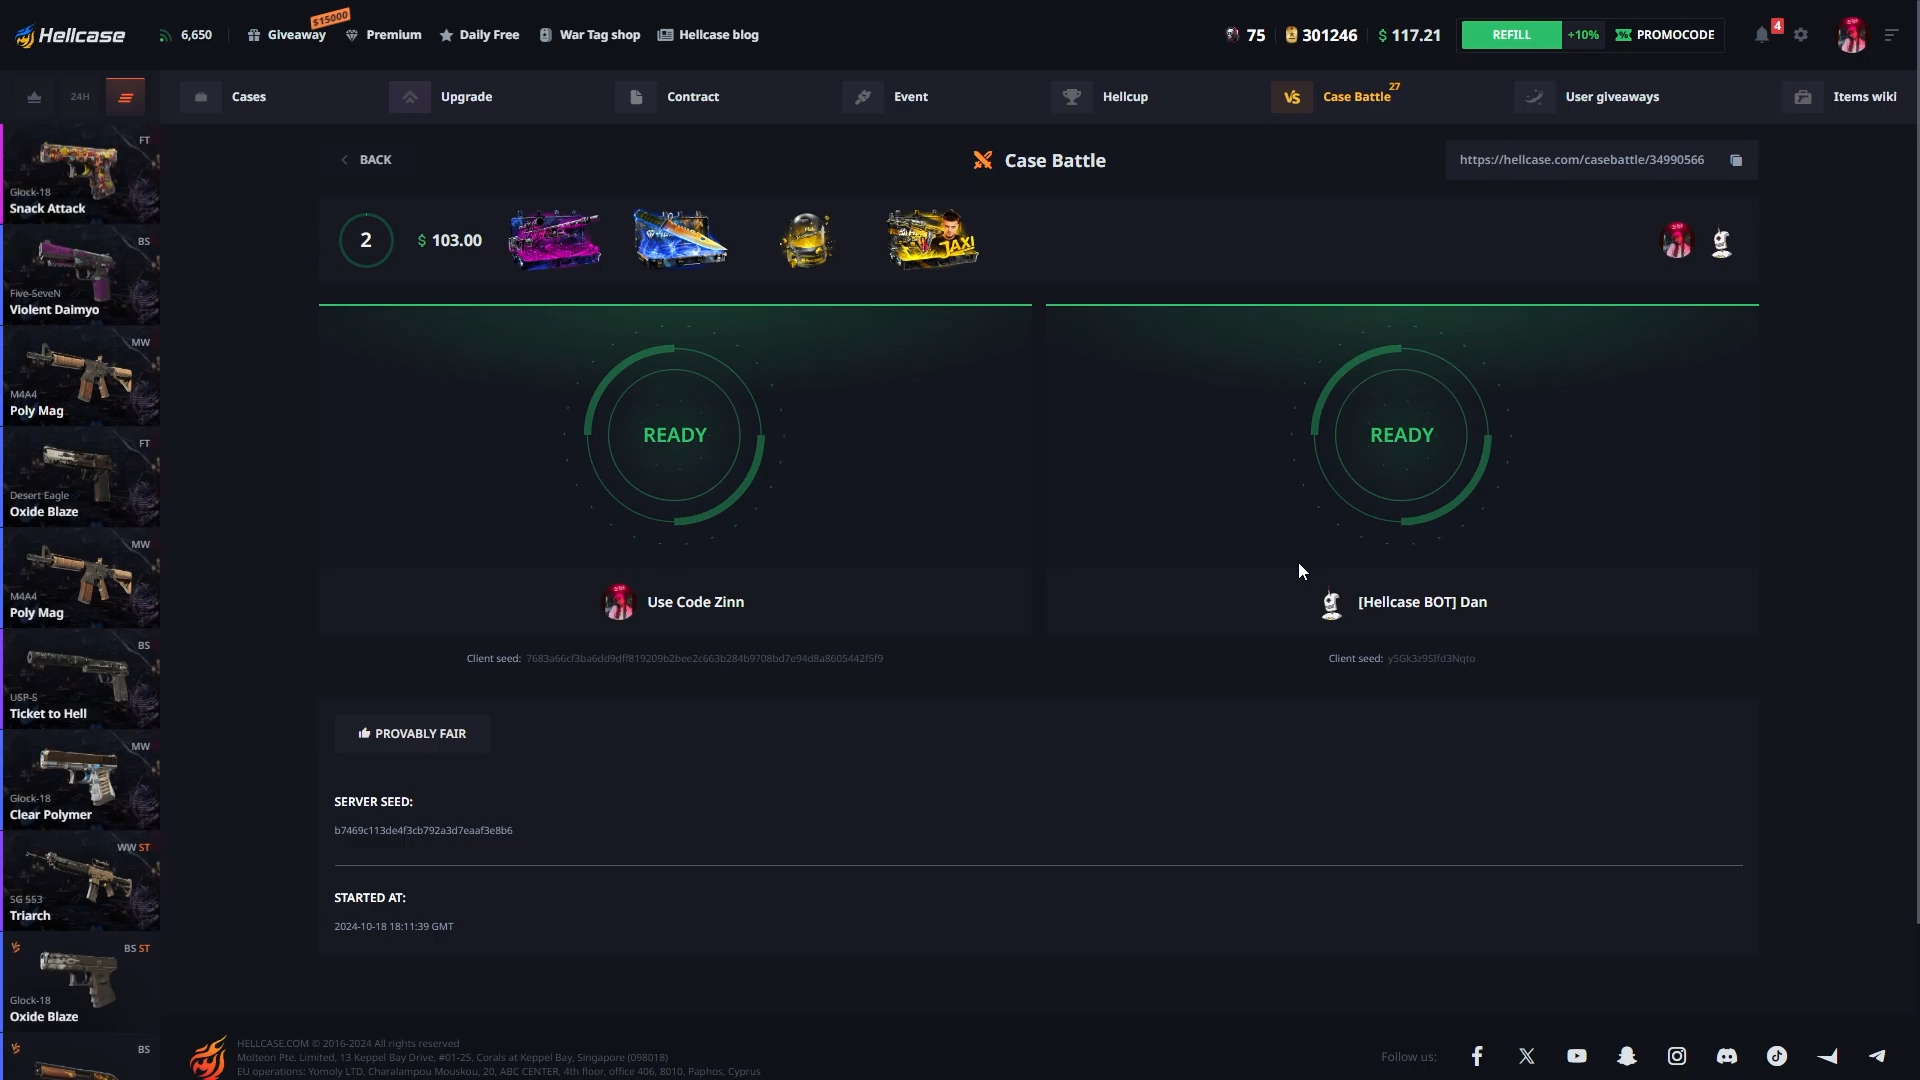 Hellcase
6,650
Giveaway
$15000
Premium
Daily Free
War Tag shop
Hellcase blog
75
301246
$ 117.21
REFILL
+10%
PROMOCODE
4
24H
Cases
Upgrade
Contract
Event
Hellcup
VS
Case Battle
27
User giveaways
Items wiki
FT
Glock-18
Snack Attack
BS
Five-SeveN
Violent Daimyo
MW
M4A4
Poly Mag
FT
Desert Eagle
Oxide Blaze
MW
M4A4
Poly Mag
BS
USP-S
Ticket to Hell
MW
Glock-18
Clear Polymer
WW ST
SG 553
Triarch
VS
BS ST
Glock-18
Oxide Blaze
VS
BS
BACK
Case Battle
https://hellcase.com/casebattle/34990566
2
$ 103.00
TAXI
READY
READY
Use Code Zinn
[Hellcase BOT] Dan
Client seed: 7683a66cf3ba6dd9dff819209b2bee2c663b284b9708bd7e94d8a8605442f5f9
Client seed: y5Gk3z9SIfd3Nqto
PROVABLY FAIR
SERVER SEED:
b7469c113de4f3cb792a3d7eaaf3e8b6
STARTED AT:
2024-10-18 18:11:39 GMT
HELLCASE.COM © 2016-2024 All rights reserved
Molteon Pte. Limited, 13 Keppel Bay Drive, #01-25, Corals at Keppel Bay, Singapore (098018)
EU operations: Yomoly LTD, Charalampou Mouskou, 20, ABC CENTER, 4th floor, office 406, 8010, Paphos, Cyprus
Follow us: